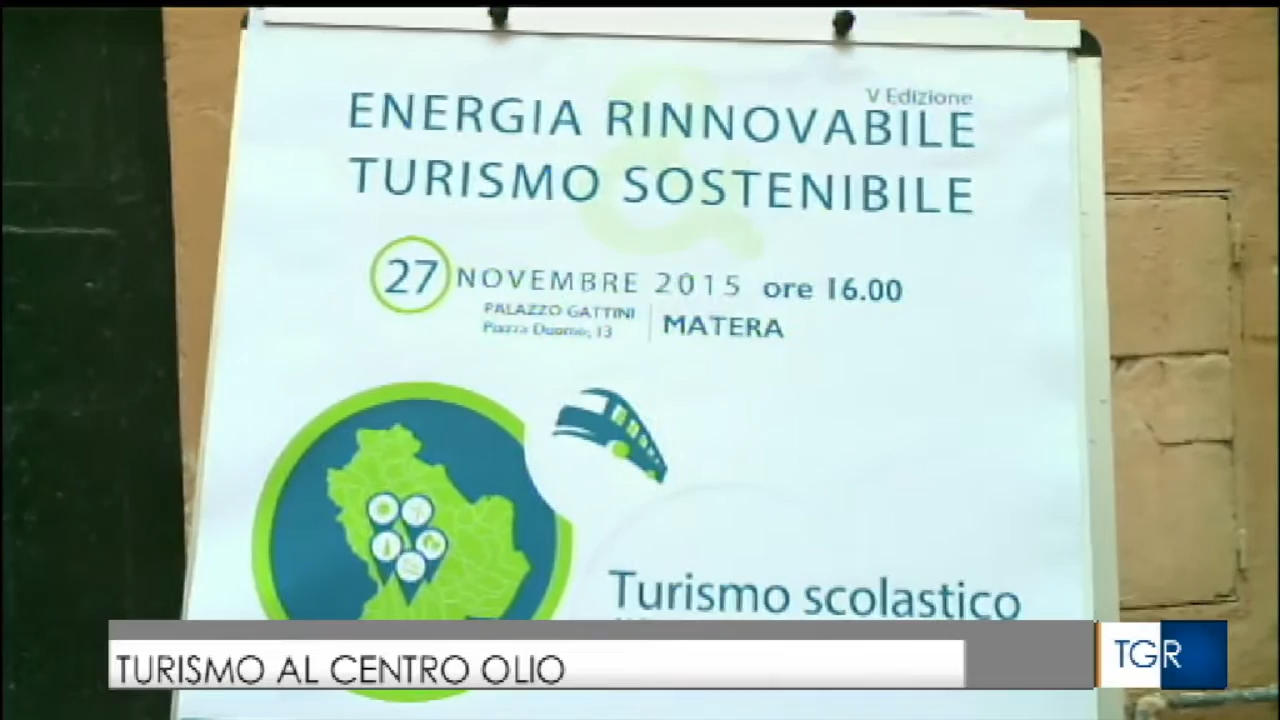 V Edizione
ENERGIA RINNOVABILE
&
TURISMO SOSTENIBILE
27 NOVEMBRE 2015 ore 16.00
PALAZZO GATTINI
Piazza Duomo, 13
MATERA
Turismo scolastico
TURISMO AL CENTRO OLIO
TGR